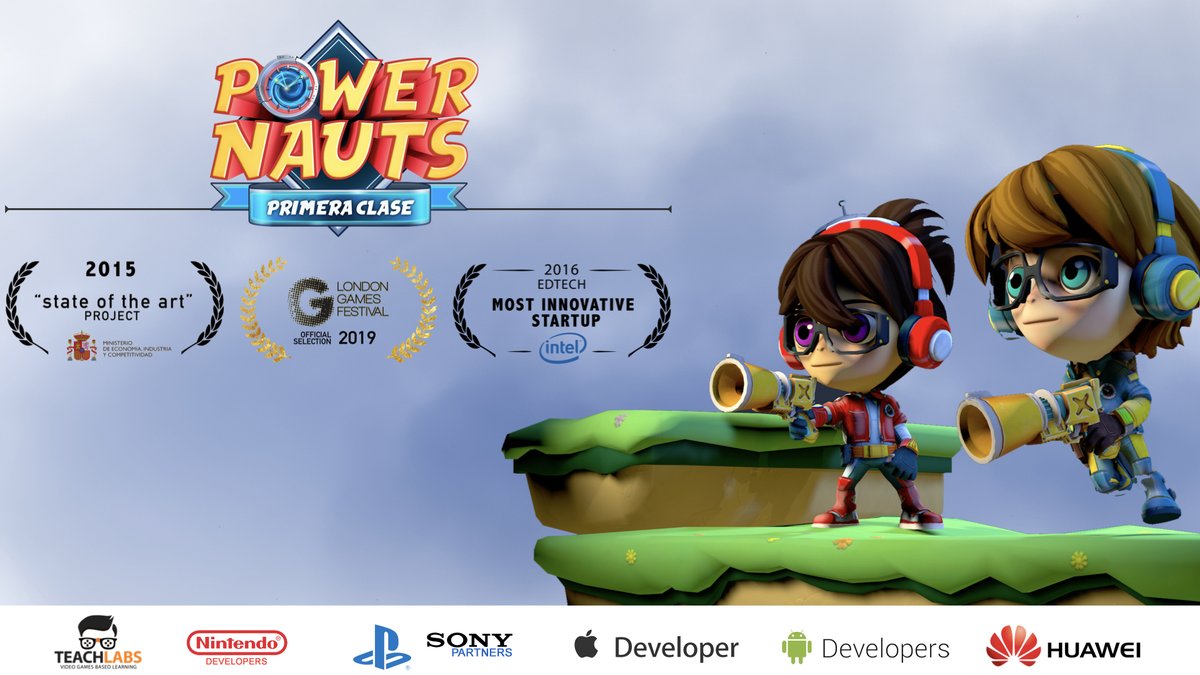 POWER
NAUTS
PRIMERA CLASE
2015
“state of the art”
PROJECT
MINISTERIO
DE ECONOMIA, INDUSTRIA
Y COMPETITIVIDAD
LONDON
GAMES
FESTIVAL
OFFICIAL
SELECTION 2019
2016
EDTECH
MOST INNOVATIVE
STARTUP
intel
TEACHLABS
VIDEO GAMES BASED LEARNING
Nintendo
DEVELOPERS
SONY
PARTNERS
Developer
Developers
HUAWEI